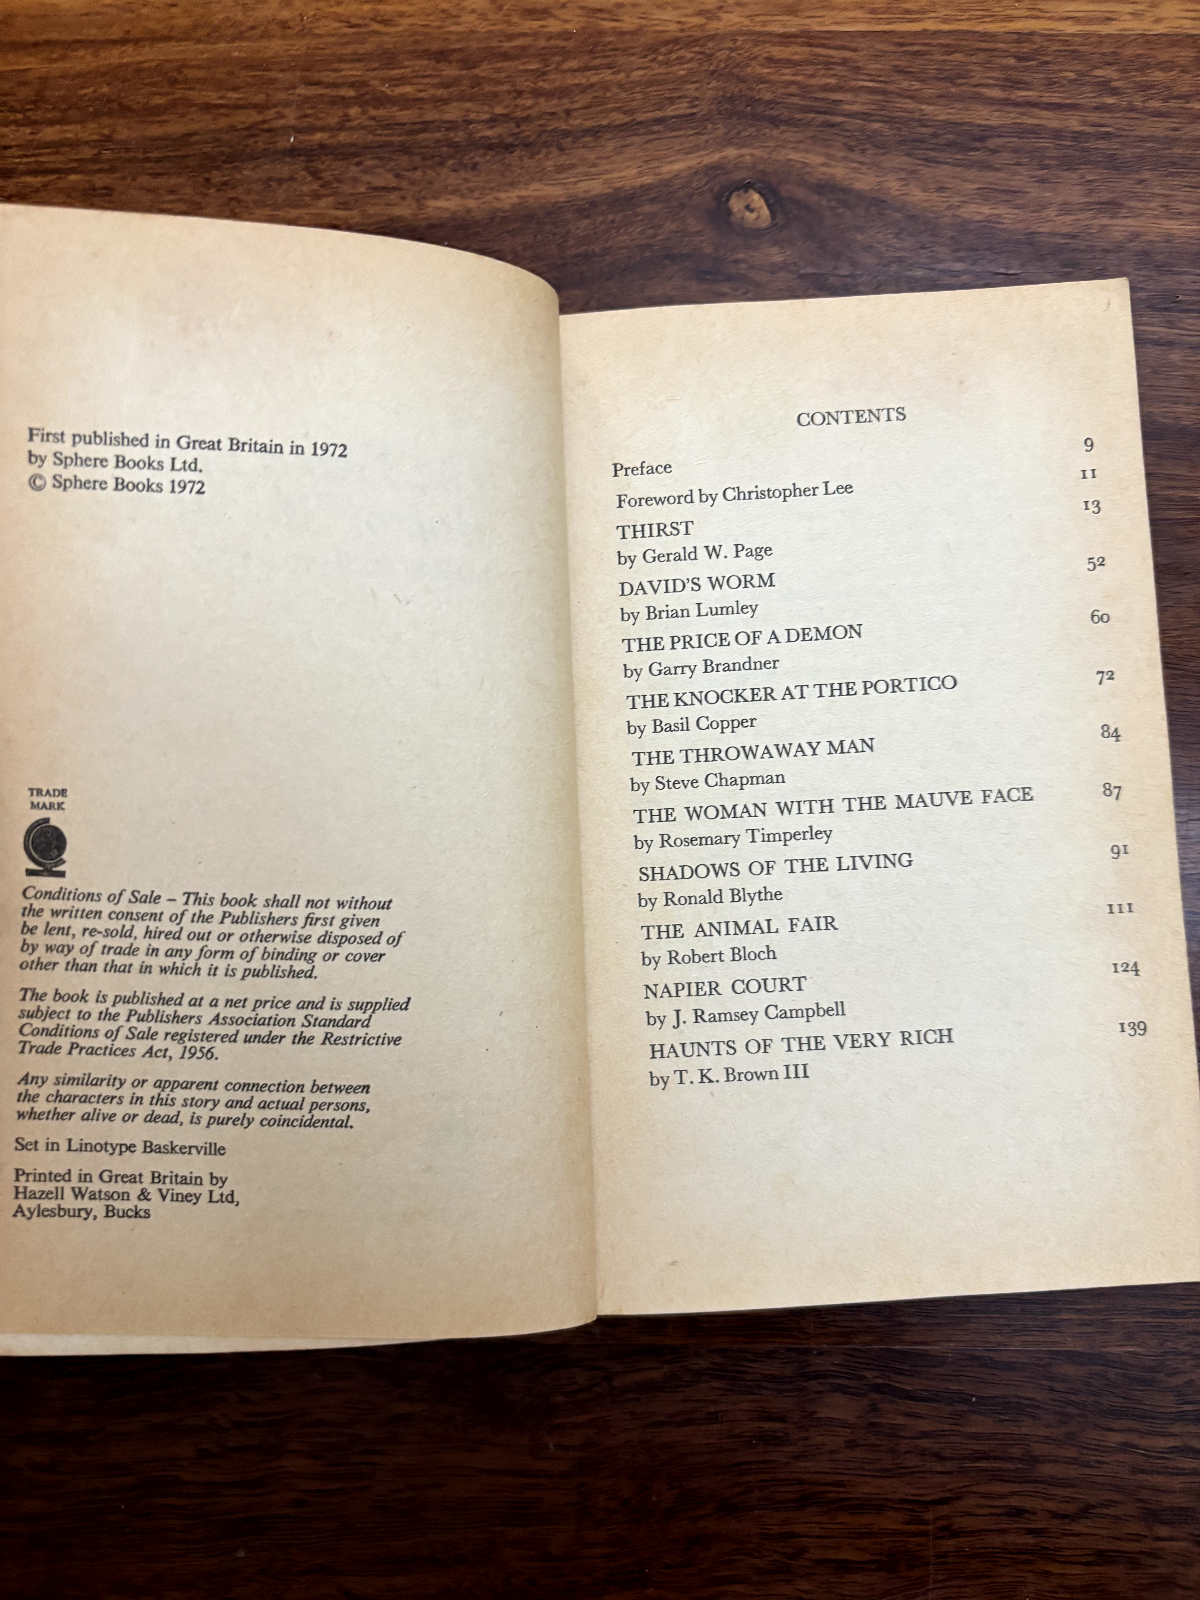 First published in Great Britain in 1972
by Sphere Books Ltd.
© Sphere Books 1972
TRADE
MARK
Conditions of Sale – This book shall not without
the written consent of the Publishers first given
be lent, re-sold, hired out or otherwise disposed of
by way of trade in any form of binding or cover
other than that in which it is published.
The book is published at a net price and is supplied
subject to the Publishers Association Standard
Conditions of Sale registered under the Restrictive
Trade Practices Act, 1956.
Any similarity or apparent connection between
the characters in this story and actual persons,
whether alive or dead, is purely coincidental.
Set in Linotype Baskerville
Printed in Great Britain by
Hazell Watson & Viney Ltd,
Aylesbury, Bucks
CONTENTS
Preface 9
Foreword by Christopher Lee 11
THIRST 13
by Gerald W. Page
DAVID'S WORM 52
by Brian Lumley
THE PRICE OF A DEMON 60
by Garry Brandner
THE KNOCKER AT THE PORTICO 72
by Basil Copper
THE THROWAWAY MAN 84
by Steve Chapman
THE WOMAN WITH THE MAUVE FACE 87
by Rosemary Timperley
SHADOWS OF THE LIVING 91
by Ronald Blythe
THE ANIMAL FAIR 111
by Robert Bloch
NAPIER COURT 124
by J. Ramsey Campbell
HAUNTS OF THE VERY RICH 139
by T. K. Brown III